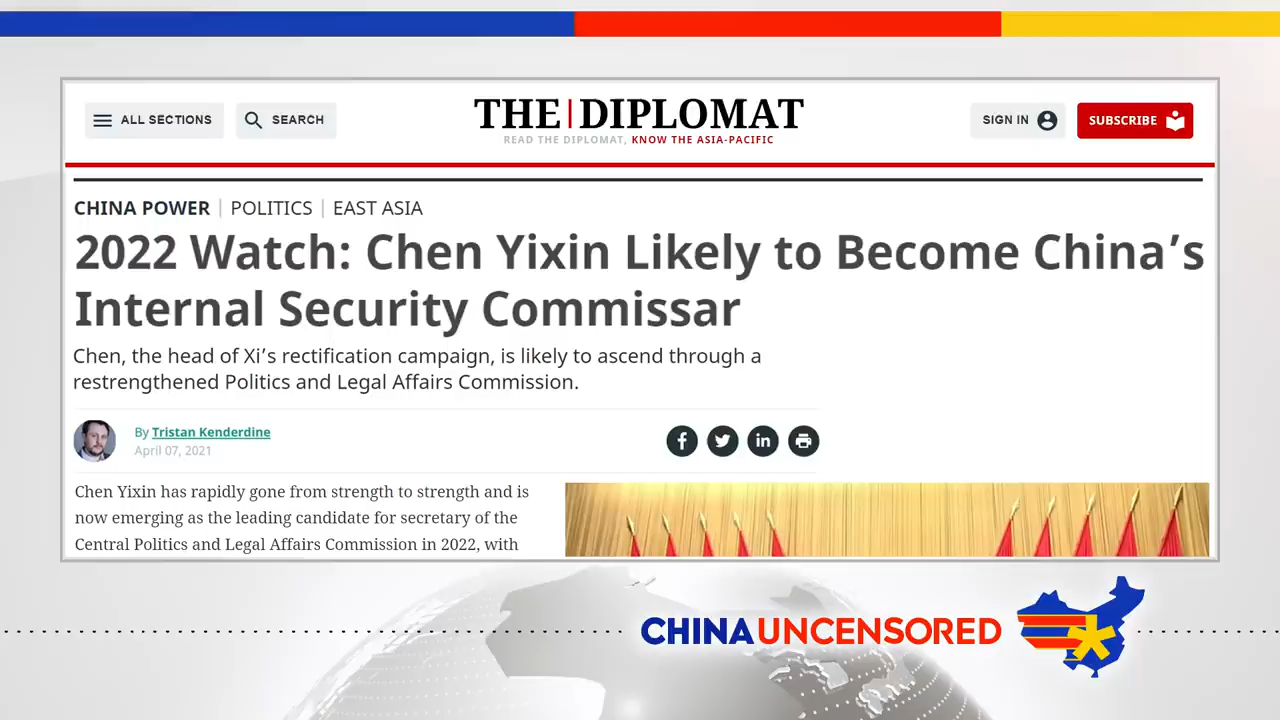 ALL SECTIONS
SEARCH
THE|DIPLOMAT
READ THE DIPLOMAT, KNOW THE ASIA-PACIFIC
SIGN IN
SUBSCRIBE
CHINA POWER | POLITICS | EAST ASIA
2022 Watch: Chen Yixin Likely to Become China’s
Internal Security Commissar
Chen, the head of Xi’s rectification campaign, is likely to ascend through a
restrengthened Politics and Legal Affairs Commission.
By Tristan Kenderdine
April 07, 2021
Chen Yixin has rapidly gone from strength to strength and is
now emerging as the leading candidate for secretary of the
Central Politics and Legal Affairs Commission in 2022, with
CHINA UNCENSORED